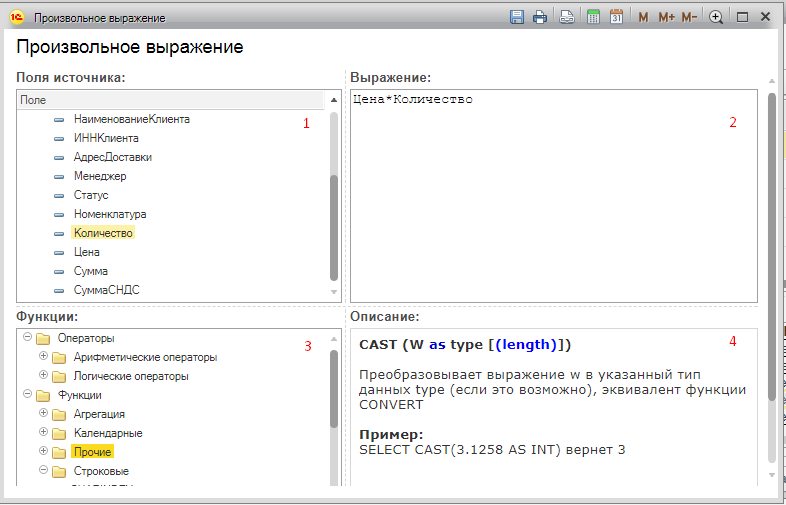 Произвольное выражение
M M+ M-
31
Произвольное выражение
Поля источника:
Поле
НаименованиеКлиента
1
ИННКлиента
АдресДоставки
Менеджер
Статус
Номенклатура
Количество
Цена
Сумма
СуммаСНДС
Выражение:
Цена*Количество
2
Функции:
Операторы
3
Арифметические операторы
Логические операторы
Функции
Агрегация
Календарные
Прочие
Строковые
Описание:
CAST (W as type [(length)])
4
Преобразовывает выражение w в указанный тип
данных type (если это возможно), эквивалент функции
CONVERT
Пример:
SELECT CAST(3.1258 AS INT) вернет 3